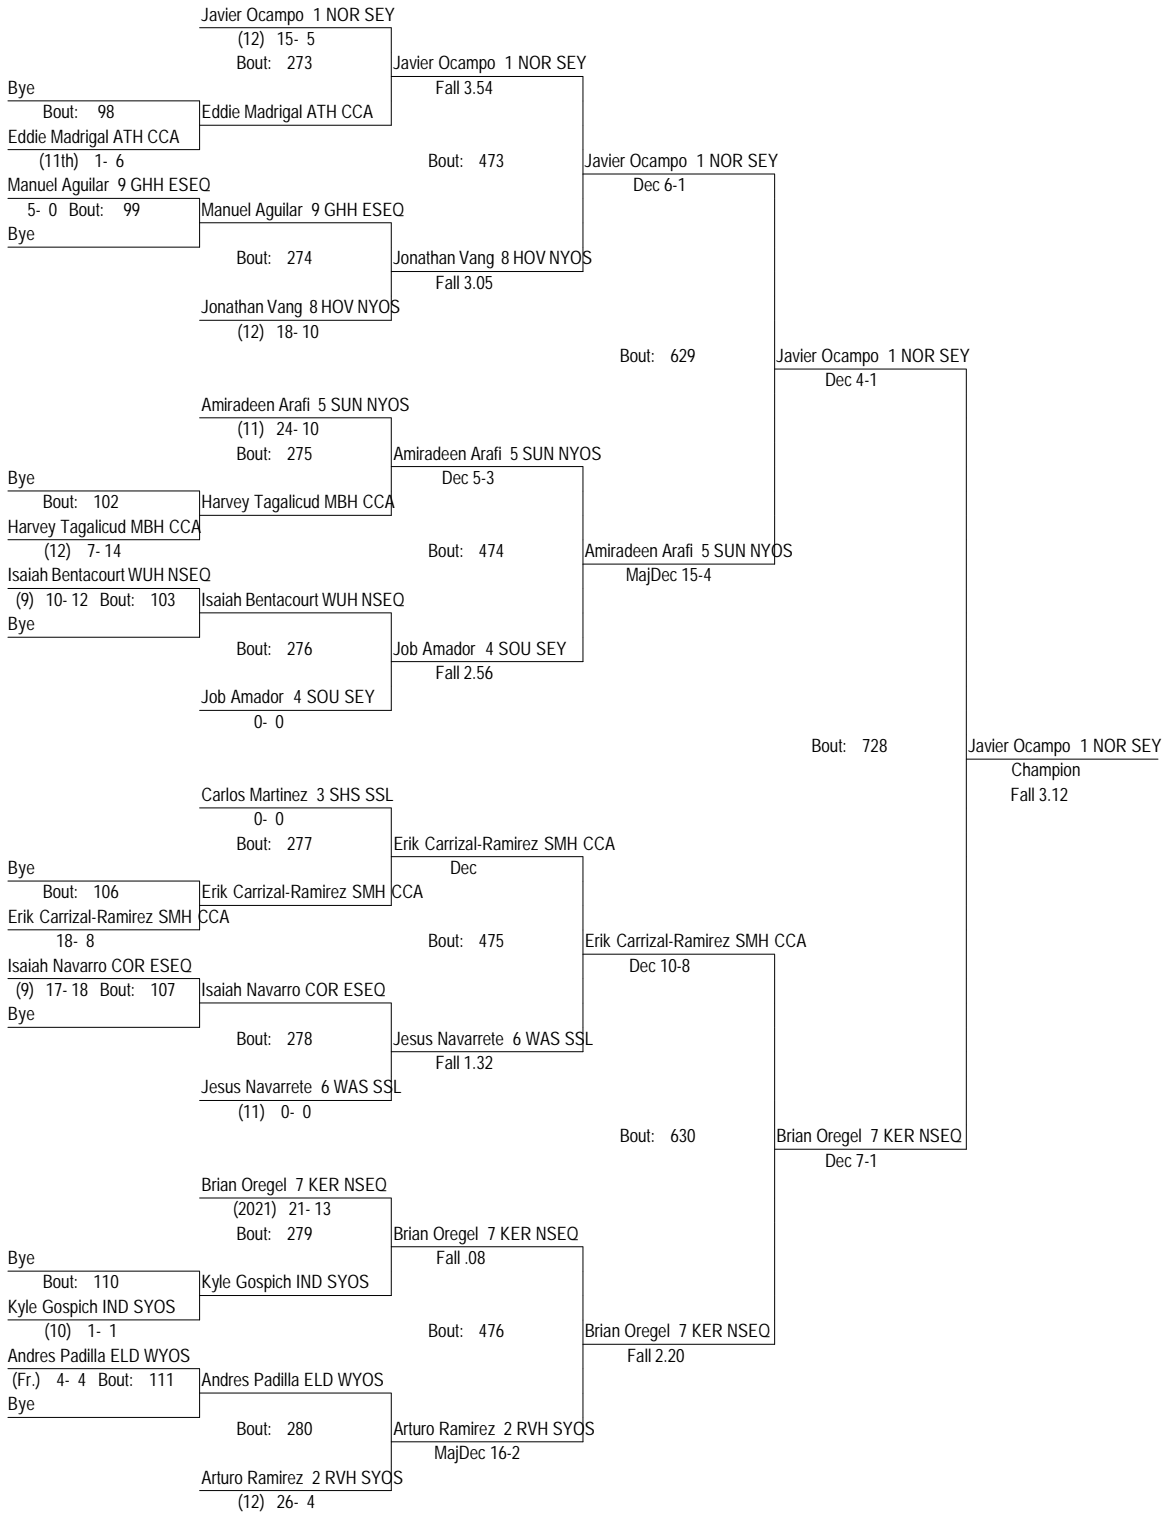 Javier Ocampo 1 NOR SEY
(12) 15- 5
Bout: 273
Javier Ocampo 1 NOR SEY
Fall 3.54
Bye
Bout: 98
Eddie Madrigal ATH CCA
Eddie Madrigal ATH CCA
(11th) 1- 6
Bout: 473
Javier Ocampo 1 NOR SEY
Dec 6-1
Manuel Aguilar 9 GHH ESEQ
5- 0 Bout: 99
Manuel Aguilar 9 GHH ESEQ
Bye
Bout: 274
Jonathan Vang 8 HOV NYOS
Fall 3.05
Jonathan Vang 8 HOV NYOS
(12) 18- 10
Bout: 629
Javier Ocampo 1 NOR SEY
Dec 4-1
Amiradeen Arafi 5 SUN NYOS
(11) 24- 10
Bout: 275
Amiradeen Arafi 5 SUN NYOS
Dec 5-3
Bye
Bout: 102
Harvey Tagalicud MBH CCA
Harvey Tagalicud MBH CCA
(12) 7- 14
Bout: 474
Amiradeen Arafi 5 SUN NYOS
MajDec 15-4
Isaiah Bentacourt WUH NSEQ
(9) 10- 12 Bout: 103
Isaiah Bentacourt WUH NSEQ
Bye
Bout: 276
Job Amador 4 SOU SEY
Fall 2.56
Job Amador 4 SOU SEY
0- 0
Bout: 728
Javier Ocampo 1 NOR SEY
Champion
Fall 3.12
Carlos Martinez 3 SHS SSL
0- 0
Bout: 277
Erik Carrizal-Ramirez SMH CCA
Dec
Bye
Bout: 106
Erik Carrizal-Ramirez SMH CCA
Erik Carrizal-Ramirez SMH CCA
18- 8
Bout: 475
Erik Carrizal-Ramirez SMH CCA
Dec 10-8
Isaiah Navarro COR ESEQ
(9) 17- 18 Bout: 107
Isaiah Navarro COR ESEQ
Bye
Bout: 278
Jesus Navarrete 6 WAS SSL
Fall 1.32
Jesus Navarrete 6 WAS SSL
(11) 0- 0
Bout: 630
Brian Oregel 7 KER NSEQ
Dec 7-1
Brian Oregel 7 KER NSEQ
(2021) 21- 13
Bout: 279
Brian Oregel 7 KER NSEQ
Fall .08
Bye
Bout: 110
Kyle Gospich IND SYOS
Kyle Gospich IND SYOS
(10) 1- 1
Bout: 476
Brian Oregel 7 KER NSEQ
Fall 2.20
Andres Padilla ELD WYOS
(Fr.) 4- 4 Bout: 111
Andres Padilla ELD WYOS
Bye
Bout: 280
Arturo Ramirez 2 RVH SYOS
MajDec 16-2
Arturo Ramirez 2 RVH SYOS
(12) 26- 4